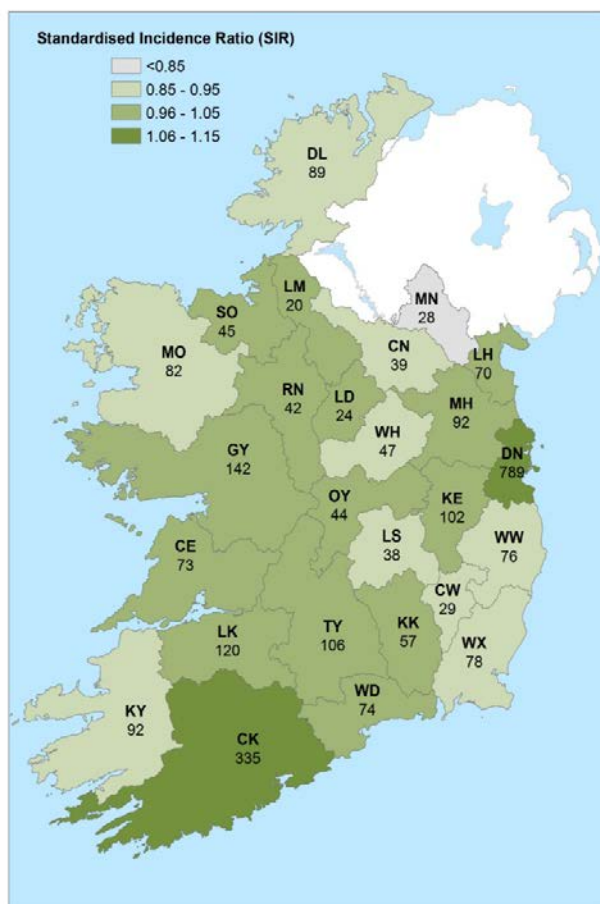 Standardised Incidence Ratio (SIR)
<0.85
0.85 - 0.95
0.96 - 1.05
1.06 - 1.15
DL
89
MN
28
LM
20
SO
45
CN
39
LH
70
MO
82
RN
42
LD
24
MH
92
WH
47
DN
789
GY
142
OY
44
KE
102
LS
38
WW
76
CE
73
CW
29
LK
120
TY
106
KK
57
WX
78
WD
74
KY
92
CK
335